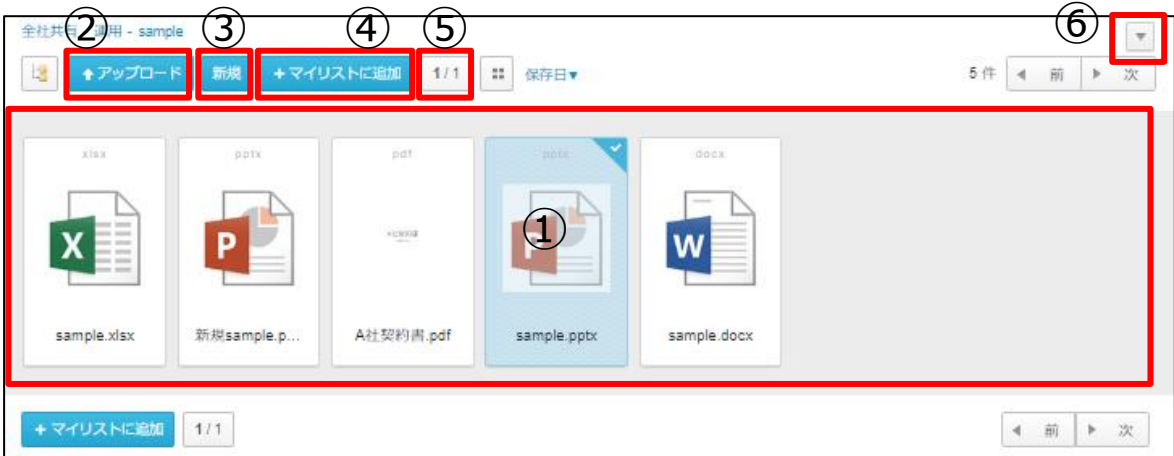 ② ③ ④ ⑤ ⑥
全社共有 - 運用 - sample
アップロード 新規 +マイリストに追加 1/1 保存日▼ 5 件 ◀ 前 ▶ 次
xlsx pptx pdf pptx docx
X P ① P W
sample.xlsx 新規sample.p... A社契約書.pdf sample.pptx sample.docx
+マイリストに追加 1/1 ◀ 前 ▶ 次